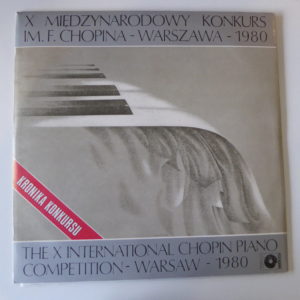 X MIĘDZYNARODOWY KONKURS
IM. F. CHOPINA - WARSZAWA - 1980
KRONIKA KONKURSU
THE X INTERNATIONAL CHOPIN PIANO
COMPETITION - WARSAW - 1980